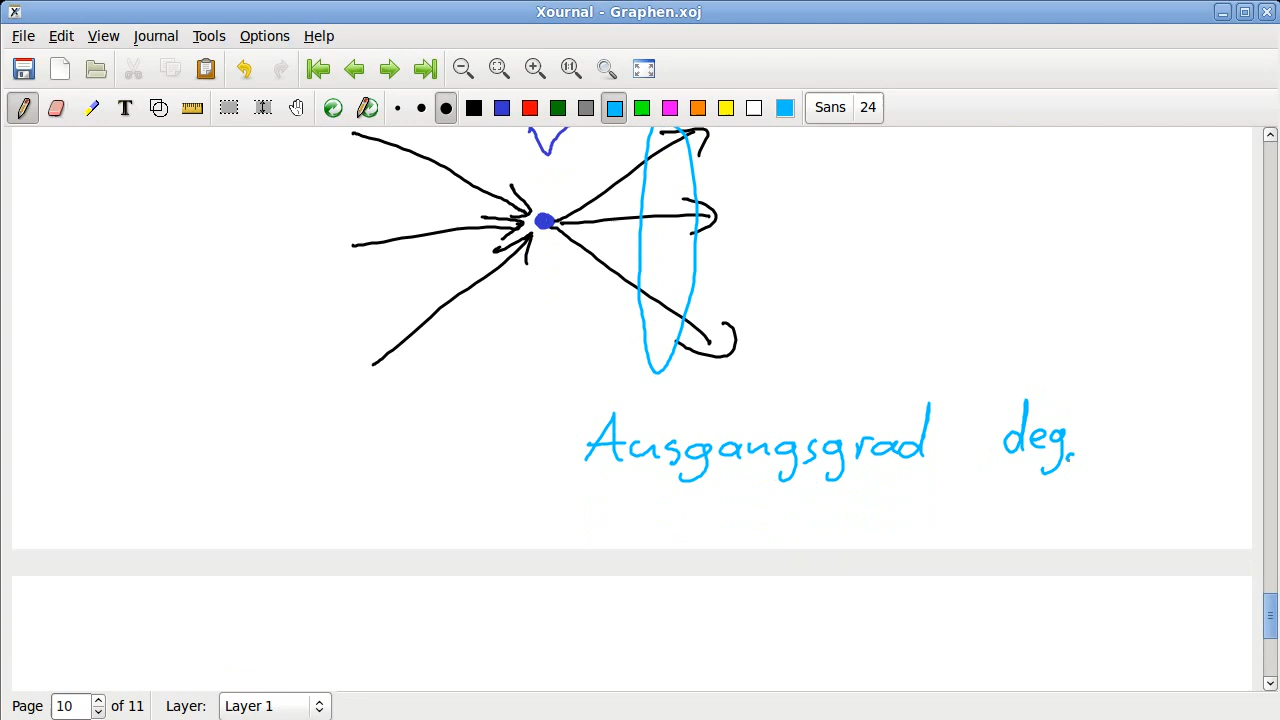 Xournal - Graphen.xoj
File Edit View Journal Tools Options Help
Sans 24
Ausgangsgrad deg
Page 10 of 11 Layer: Layer 1